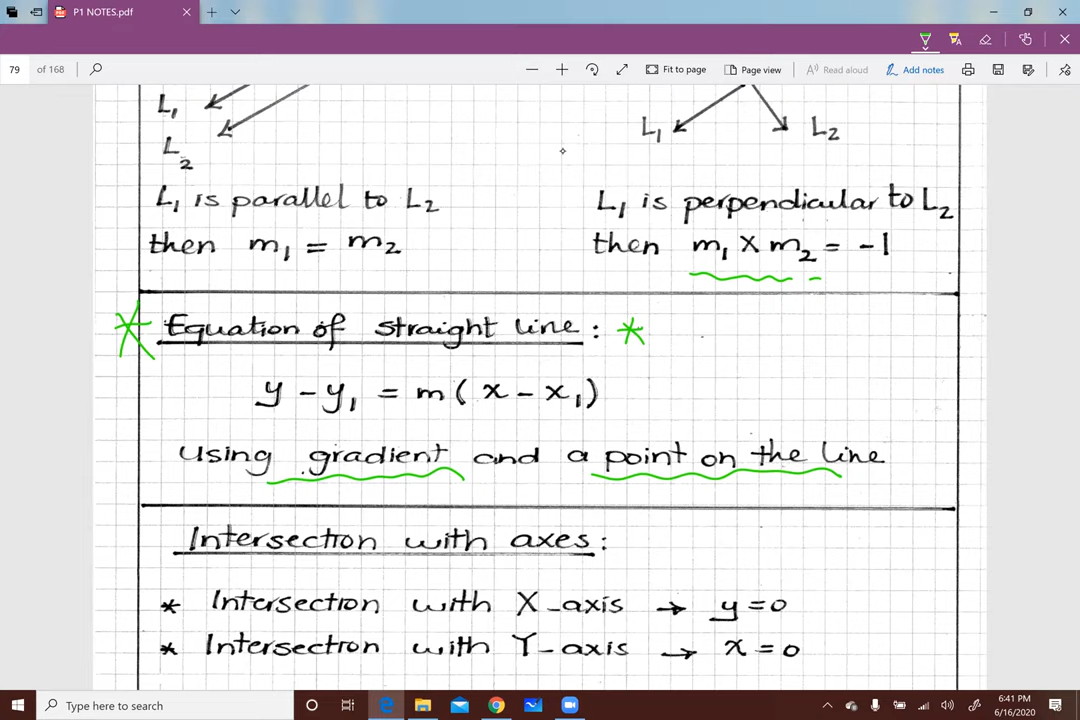 P1 NOTES.pdf
79 of 168
Fit to page
Page view
Read aloud
Add notes
L1
L2
L1 L2
L1 is parallel to L2
then m1 = m2
L1 is perpendicular to L2
then m1 X m2 = -1
* Equation of straight line : *
y - y1 = m ( x - x1 )
using gradient and a point on the line
Intersection with axes :
* Intersection with X-axis → y = 0
* Intersection with Y-axis → x = 0
Type here to search
6:41 PM
6/16/2020